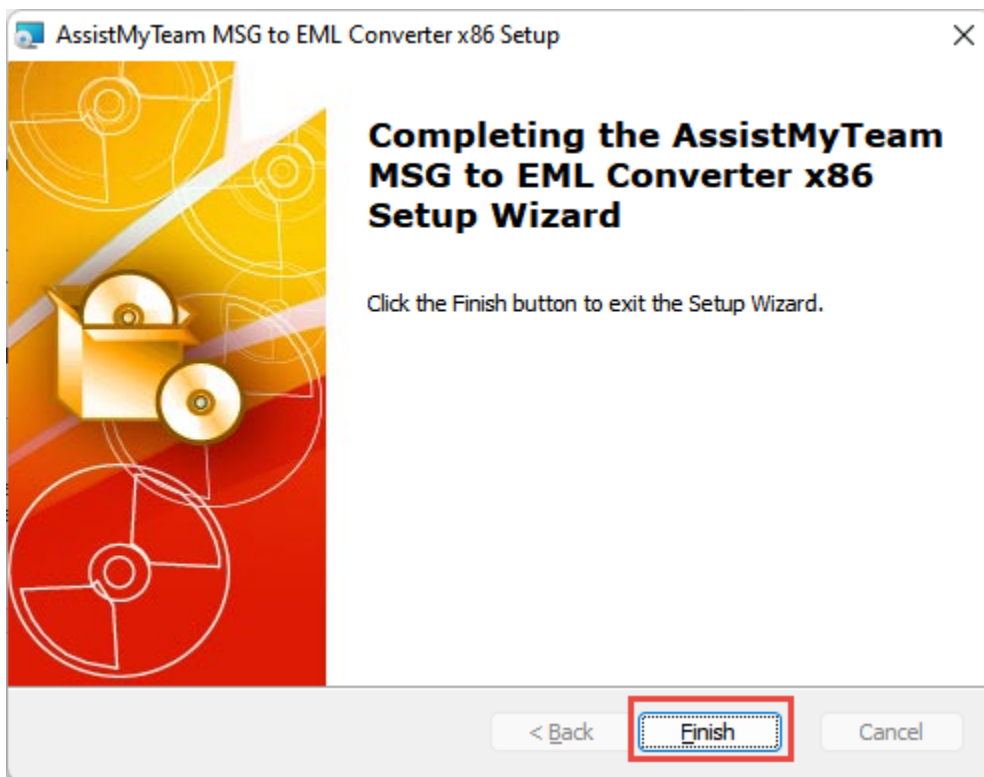 AssistMyTeam MSG to EML Converter x86 Setup
Completing the AssistMyTeam
MSG to EML Converter x86
Setup Wizard
Click the Finish button to exit the Setup Wizard.
< Back
Finish
Cancel